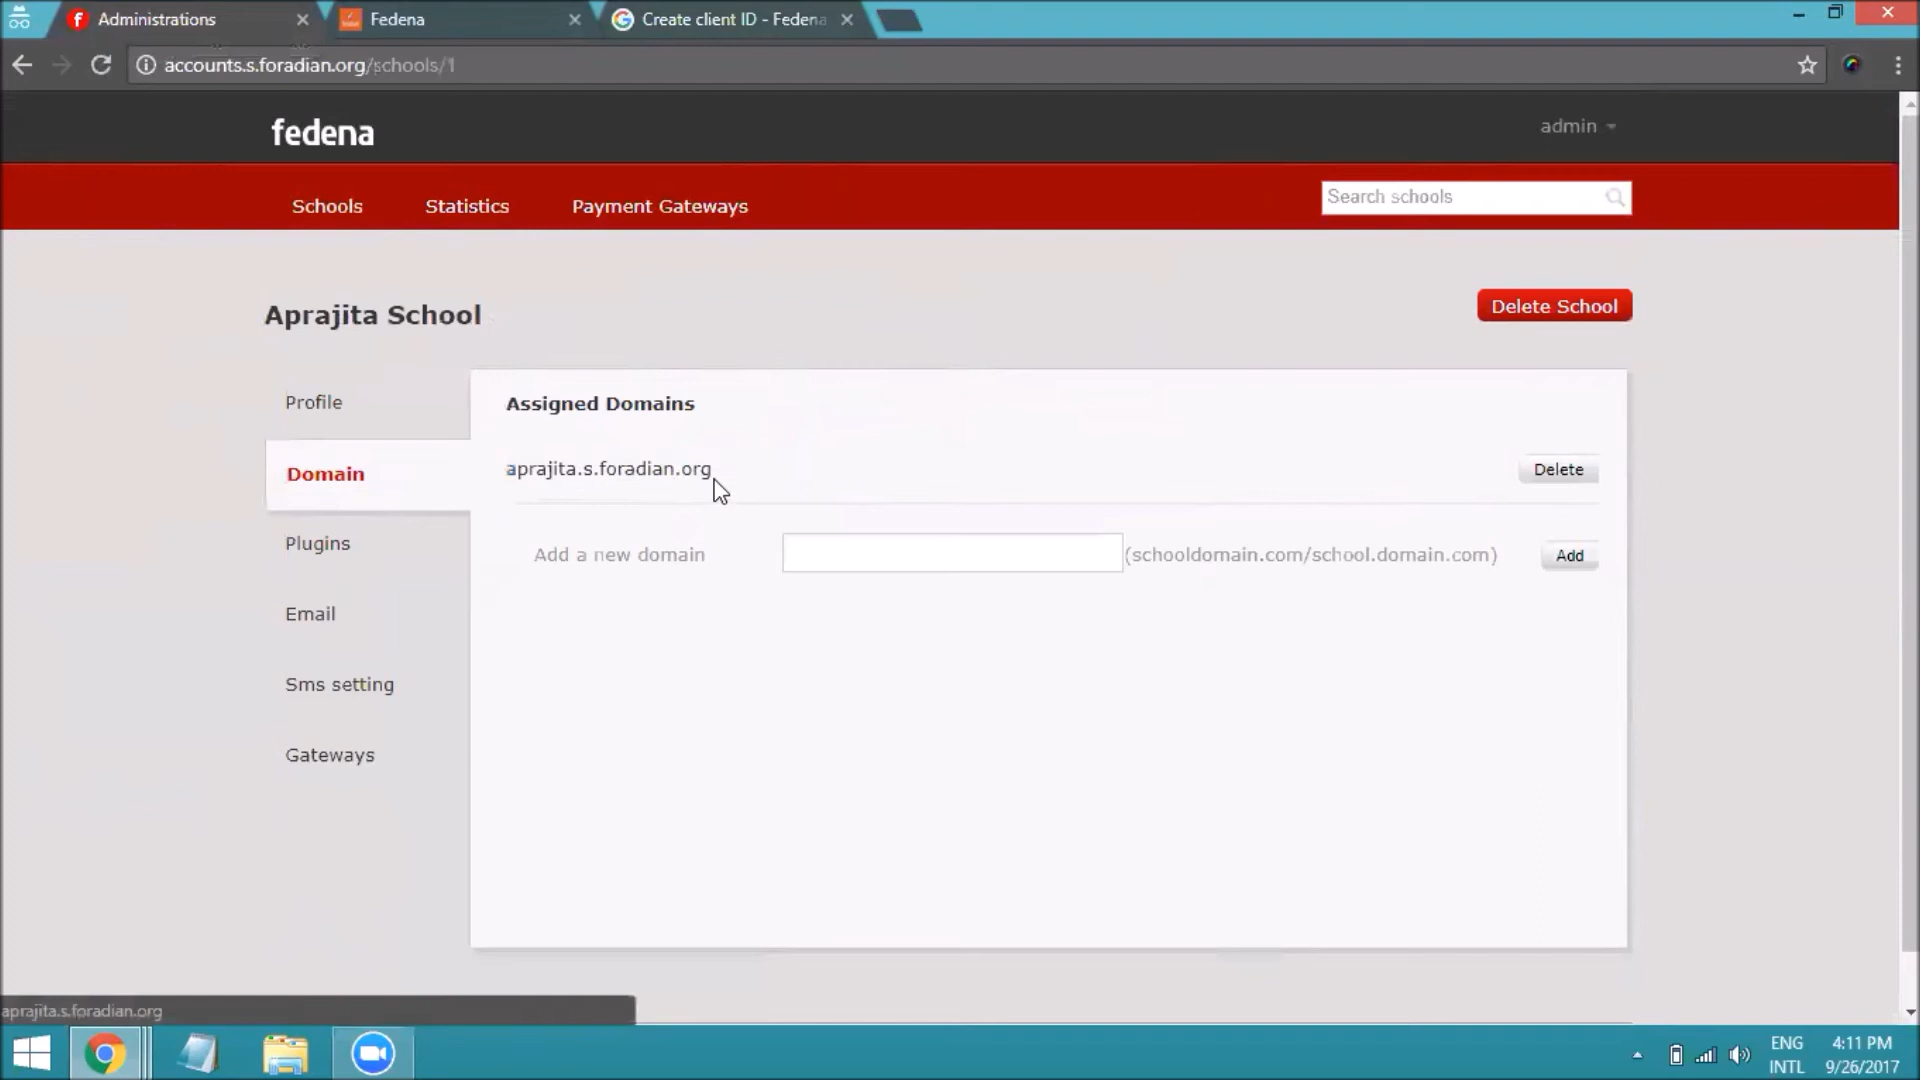 Administrations
Fedena
Create client ID - Fedena
accounts.s.foradian.org/schools/1
fedena
admin
Schools
Statistics
Payment Gateways
Search schools
Aprajita School
Delete School
Profile
Domain
Plugins
Email
Sms setting
Gateways
Assigned Domains
aprajita.s.foradian.org
Delete
Add a new domain
(schooldomain.com/school.domain.com)
Add
aprajita.s.foradian.org
ENG
INTL
4:11 PM
9/26/2017